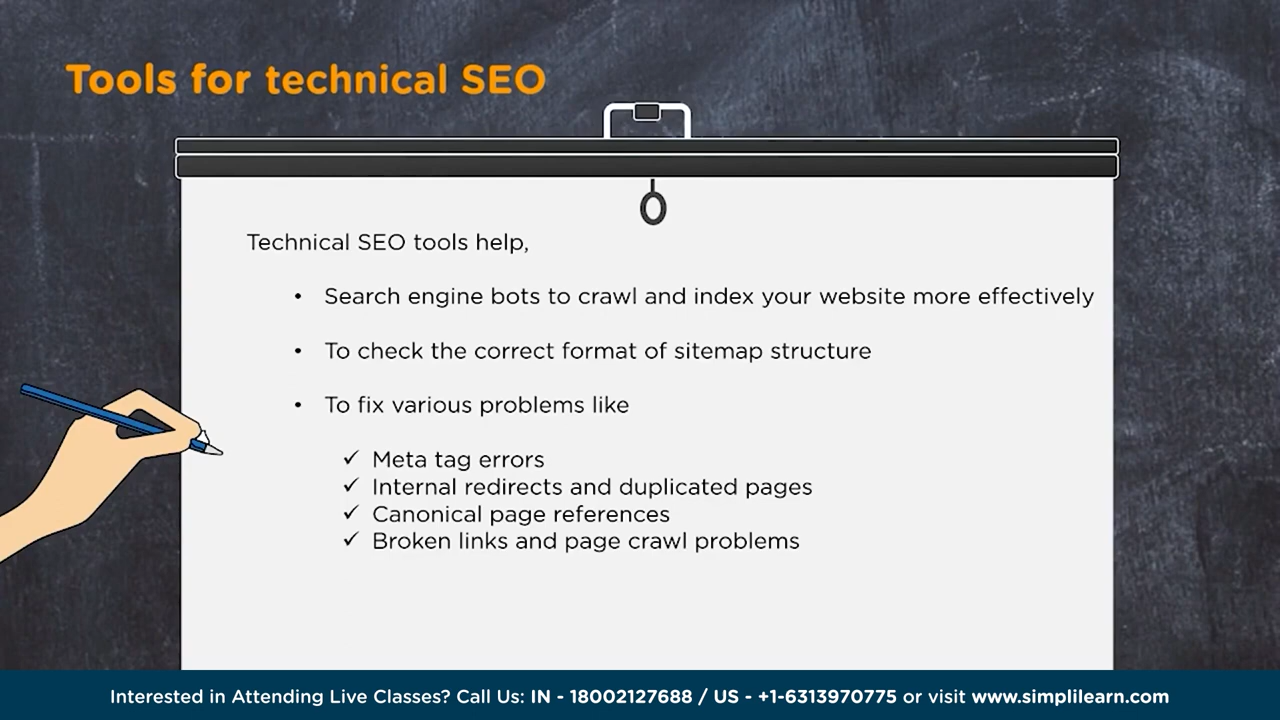 Tools for technical SEO
Technical SEO tools help,
• Search engine bots to crawl and index your website more effectively
• To check the correct format of sitemap structure
• To fix various problems like
✓ Meta tag errors
✓ Internal redirects and duplicated pages
✓ Canonical page references
✓ Broken links and page crawl problems
Interested in Attending Live Classes? Call Us: IN - 18002127688 / US - +1-6313970775 or visit www.simplilearn.com